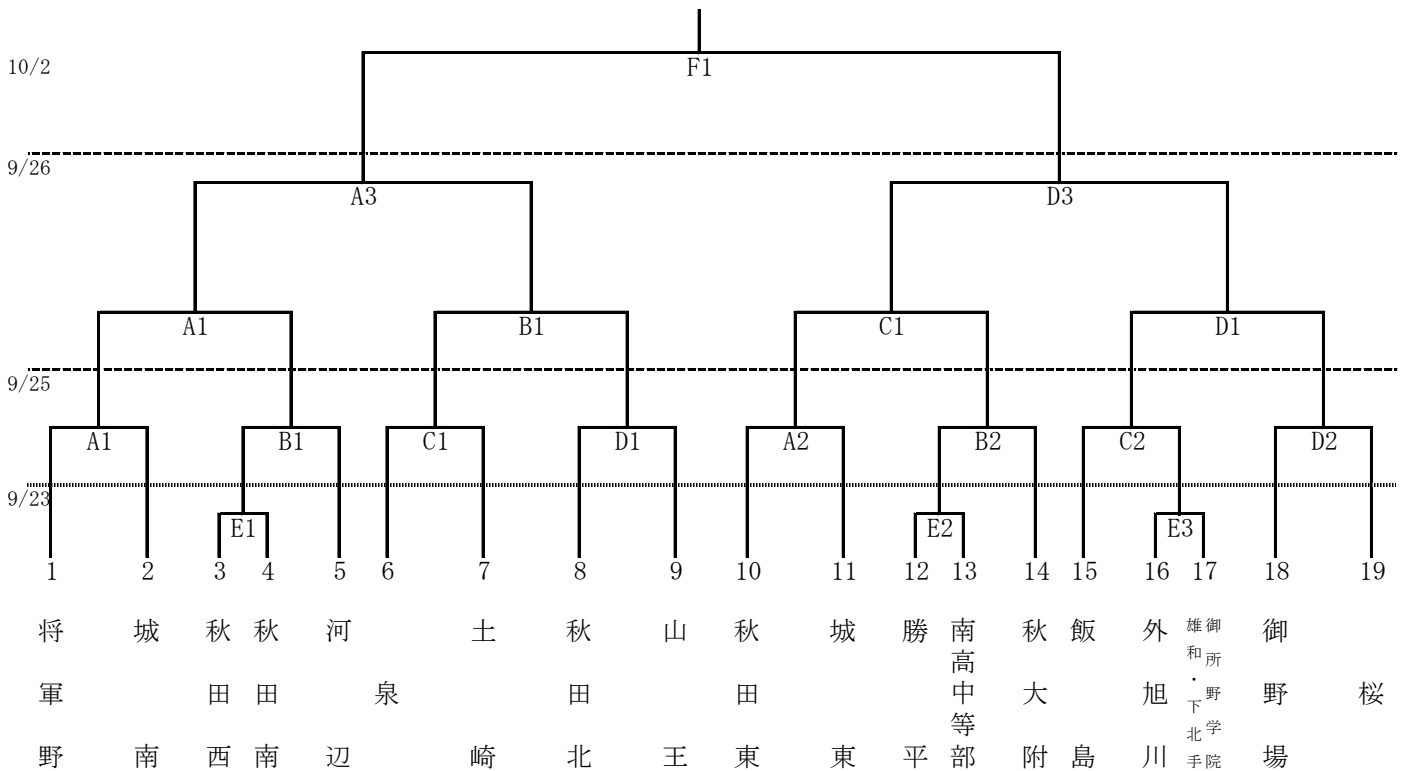 F1
10/2
9/26
A3
D3
A1
B1
C1
D1
9/25
A1
B1
C1
D1
A2
B2
C2
D2
9/23
E1
E2
E3
1
2
3
4
5
6
7
8
9
10
11
12
13
14
15
16
17
18
19
将軍野
城南
秋田西
秋田南
河辺
泉
土崎
秋田北
山王
秋田東
城東
勝平
南高中等部
秋大附
飯島
外旭川
御所野学院
雄和・下北手
御野場
桜